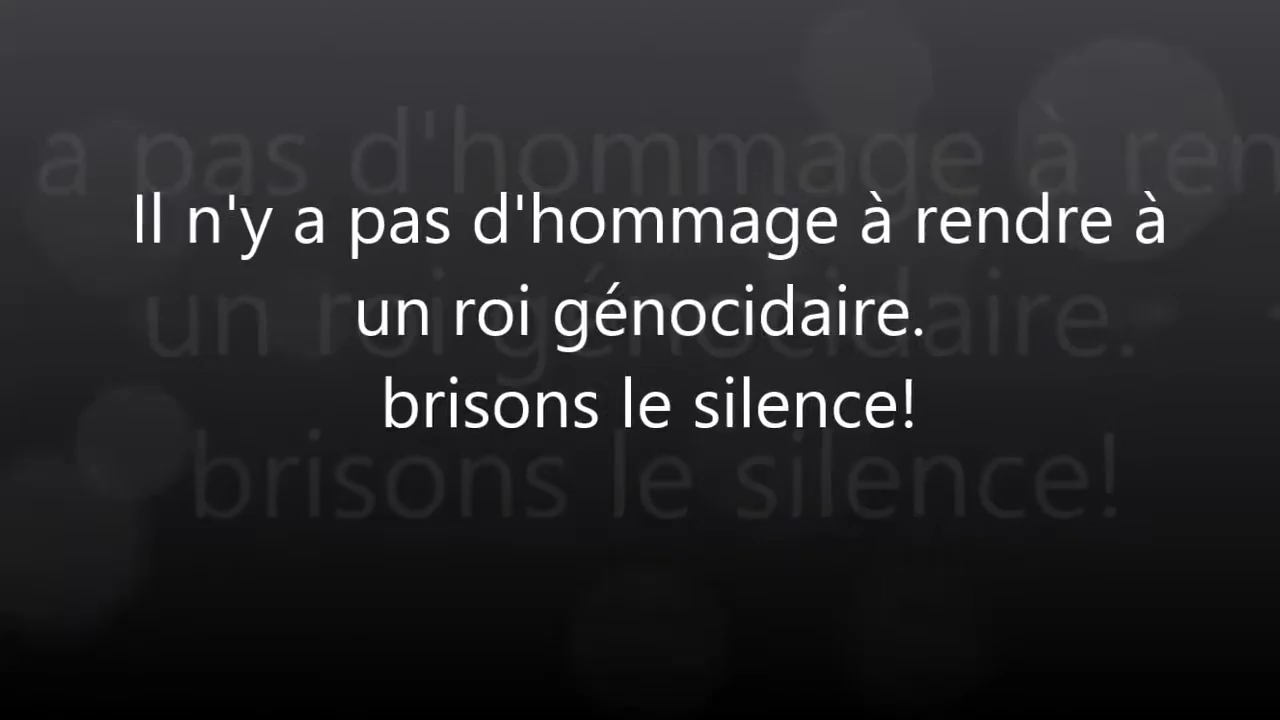 Il n'y a pas d'hommage à rendre à
un roi génocidaire.
brisons le silence!